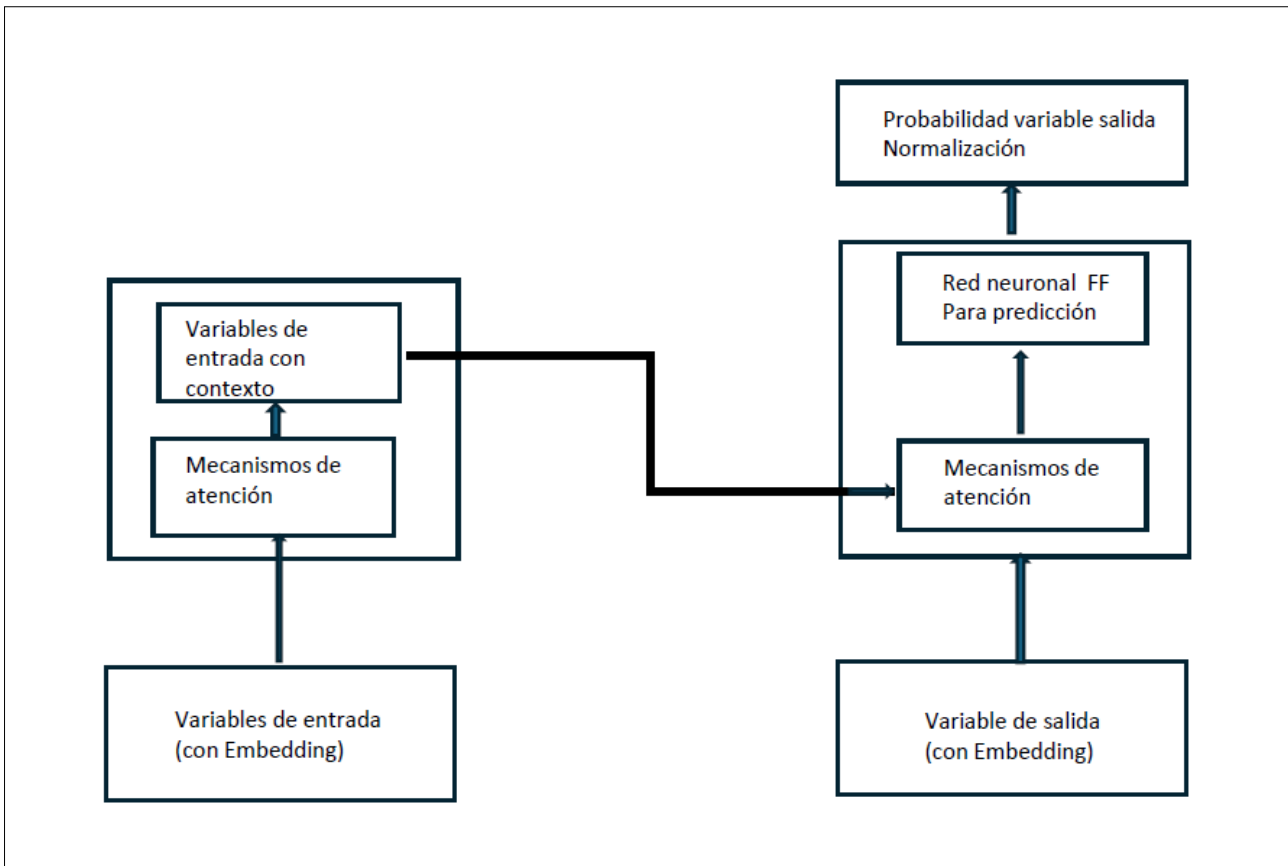 Probabilidad variable salida
Normalización
Red neuronal FF
Para predicción
Variables de
entrada con
contexto
Mecanismos de
atención
Mecanismos de
atención
Variables de entrada
(con Embedding)
Variable de salida
(con Embedding)